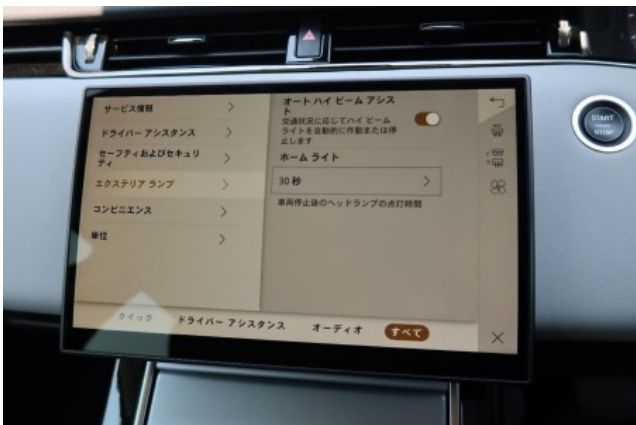 サービス情報
ドライバー アシスタンス
セーフティおよびセキュリ
ティ
エクステリア ランプ
コンビニエンス
単位
オート ハイ ビーム アシス
ト
交通状況に応じてハイ ビーム
ライトを自動的に作動または停
止します
ホーム ライト
30 秒
車両停止後のヘッドランプの点灯時間
クイック
ドライバー アシスタンス
オーディオ
すべて
START
STOP